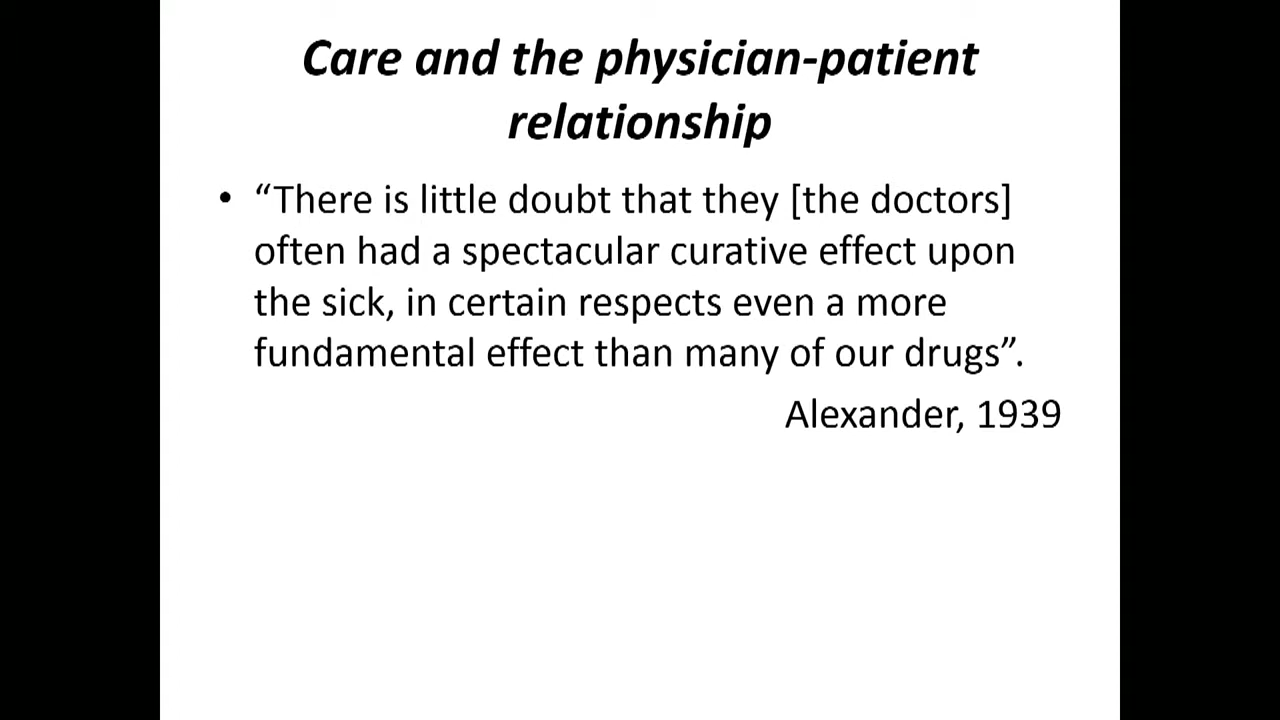 Care and the physician-patient
relationship
• “There is little doubt that they [the doctors]
often had a spectacular curative effect upon
the sick, in certain respects even a more
fundamental effect than many of our drugs”.
Alexander, 1939